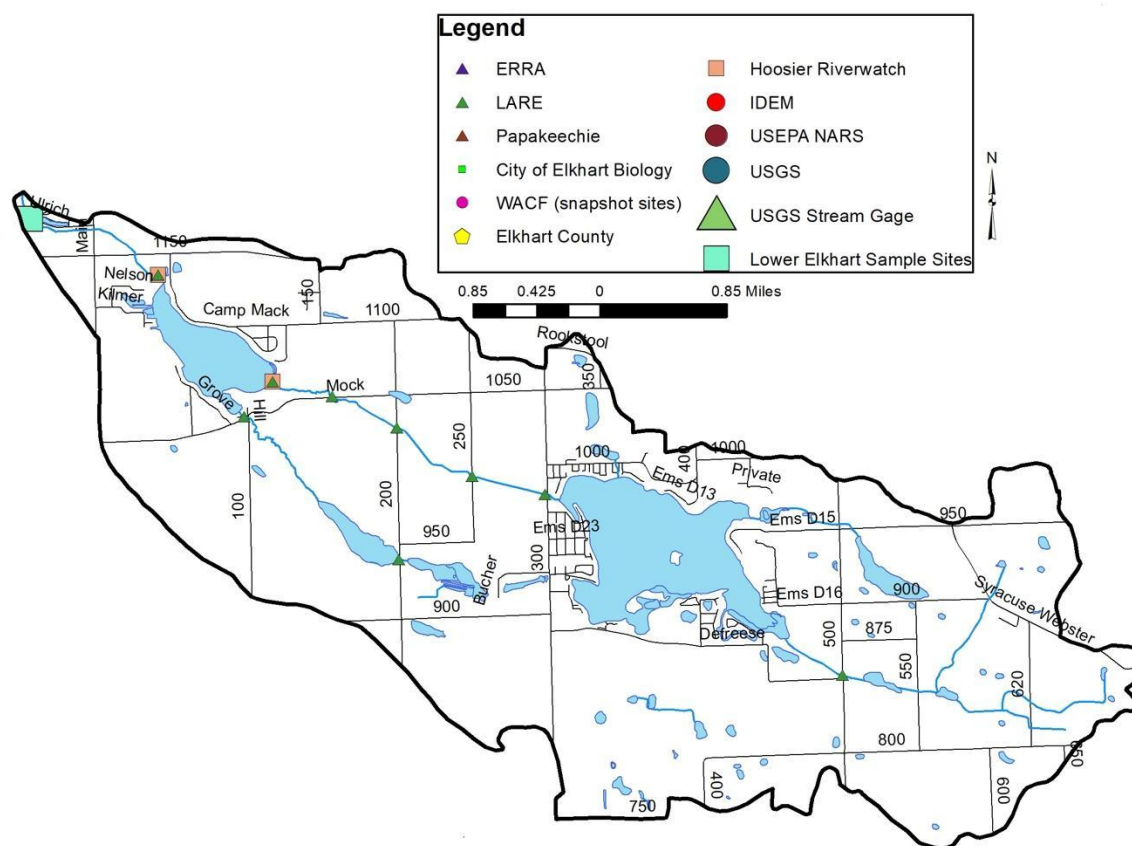 Legend
ERRA
LARE
Papakeechie
City of Elkhart Biology
WACF (snapshot sites)
Elkhart County
Hoosier Riverwatch
IDEM
USEPA NARS
USGS
USGS Stream Gage
Lower Elkhart Sample Sites
N
0.85 0.425 0 0.85 Miles
Ulrich
Main
1150
Nelson
Kilmer
150
Camp Mack
1100
Rookstool
350
Grove
Hill
Mock
1050
250
1000
400
1000
Ems D13
Private
100
200
950
Ems D23
Ems D15
950
300
Bucher
900
Ems D16
900
Syracuse Webster
Defreese
500
875
550
620
800
650
400
600
750